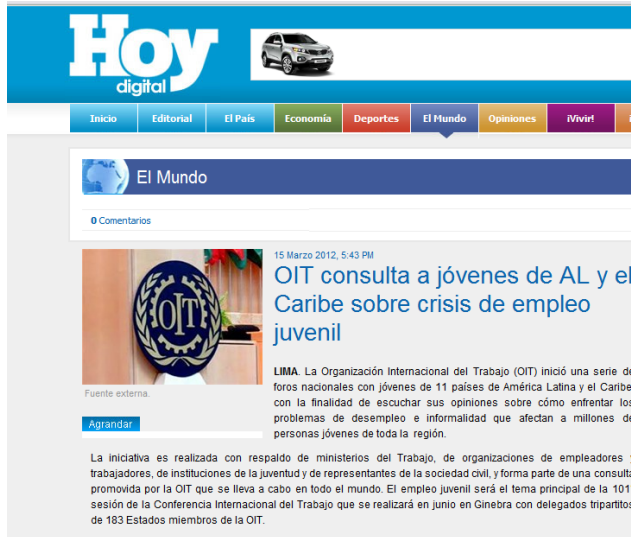 Hoy
digital
Inicio Editorial El País Economía Deportes El Mundo Opiniones ¡Vivir!
El Mundo
0 Comentarios
15 Marzo 2012, 5:43 PM
OIT consulta a jóvenes de AL y el
Caribe sobre crisis de empleo
juvenil
OIT
LIMA. La Organización Internacional del Trabajo (OIT) inició una serie de
foros nacionales con jóvenes de 11 países de América Latina y el Caribe
con la finalidad de escuchar sus opiniones sobre cómo enfrentar los
problemas de desempleo e informalidad que afectan a millones de
personas jóvenes de toda la región.
Fuente externa.
Agrandar
La iniciativa es realizada con respaldo de ministerios del Trabajo, de organizaciones de empleadores y
trabajadores, de instituciones de la juventud y de representantes de la sociedad civil, y forma parte de una consulta
promovida por la OIT que se lleva a cabo en todo el mundo. El empleo juvenil será el tema principal de la 101
sesión de la Conferencia Internacional del Trabajo que se realizará en junio en Ginebra con delegados tripartitos
de 183 Estados miembros de la OIT.